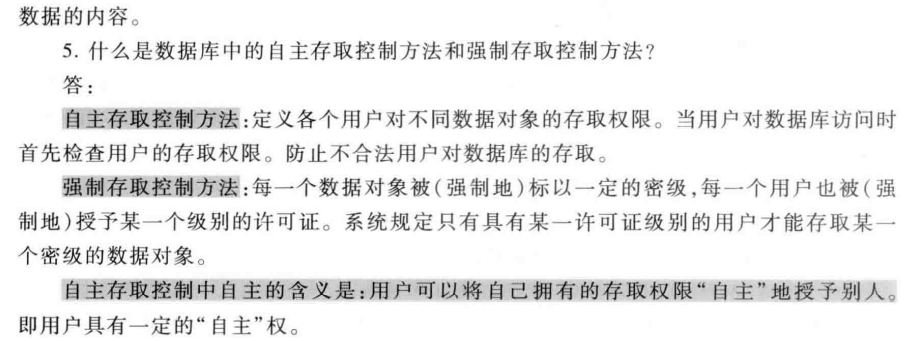 数据的内容。
5. 什么是数据库中的自主存取控制方法和强制存取控制方法?
答:
自主存取控制方法:定义各个用户对不同数据对象的存取权限。当用户对数据库访问时
首先检查用户的存取权限。防止不合法用户对数据库的存取。
强制存取控制方法:每一个数据对象被(强制地)标以一定的密级,每一个用户也被(强
制地)授予某一个级别的许可证。系统规定只有具有某一许可证级别的用户才能存取某一
个密级的数据对象。
自主存取控制中自主的含义是:用户可以将自己拥有的存取权限“自主”地授予别人。
即用户具有一定的“自主”权。